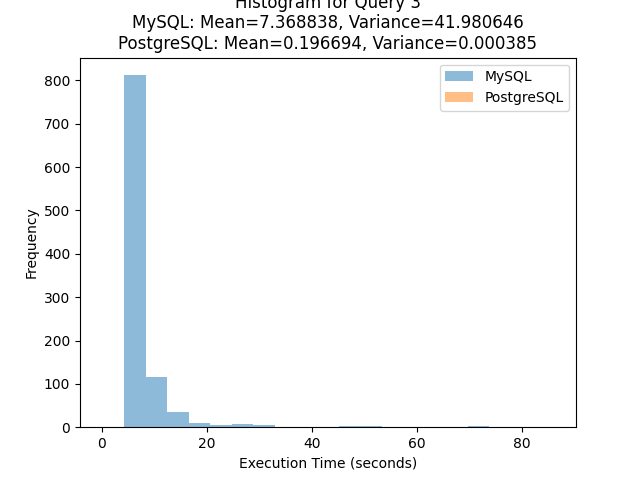 Histogram for Query 3
MySQL: Mean=7.368838, Variance=41.980646
PostgreSQL: Mean=0.196694, Variance=0.000385
MySQL
PostgreSQL
800
700
600
500
400
300
200
100
0
Frequency
0 20 40 60 80
Execution Time (seconds)